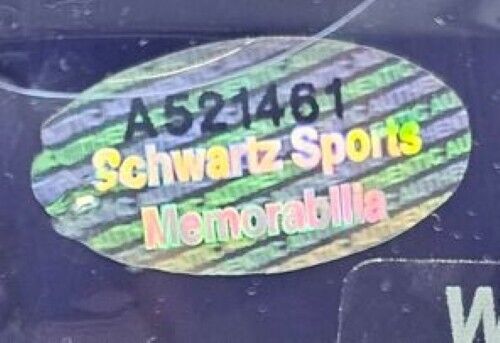 A521461
Schwartz Sports
Memorabilia
W